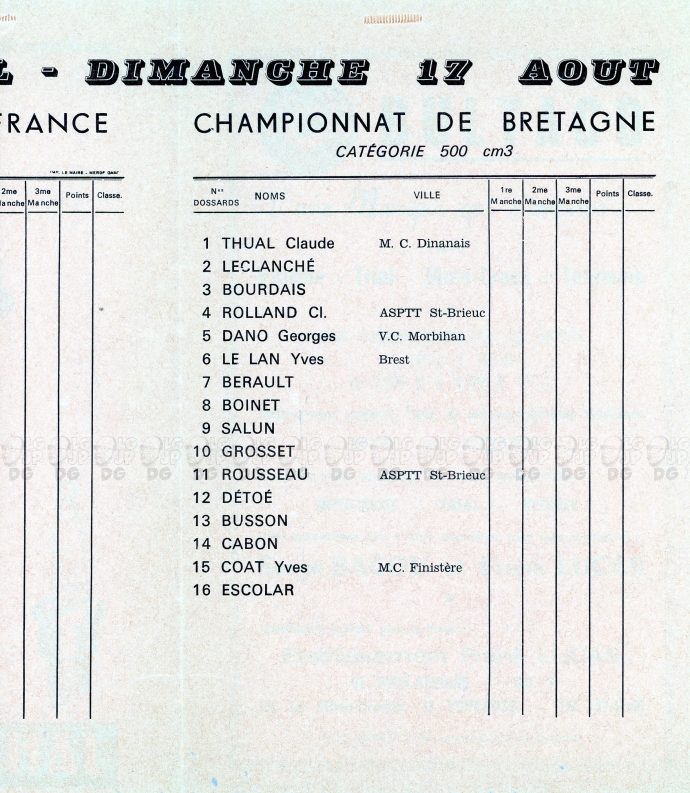 L - DIMANCHE 17 AOUT
FRANCE
CHAMPIONNAT DE BRETAGNE
CATÉGORIE 500 cm3
2me Manche 3me Manche Points Classe.
Nos DOSSARDS NOMS VILLE 1re Manche 2me Manche 3me Manche Points Classe.
1 THUAL Claude M. C. Dinanais
2 LECLANCHÉ
3 BOURDAIS
4 ROLLAND Cl. ASPTT St-Brieuc
5 DANO Georges V.C. Morbihan
6 LE LAN Yves Brest
7 BERAULT
8 BOINET
9 SALUN
10 GROSSET
11 ROUSSEAU ASPTT St-Brieuc
12 DÉTOÉ
13 BUSSON
14 CABON
15 COAT Yves M.C. Finistère
16 ESCOLAR